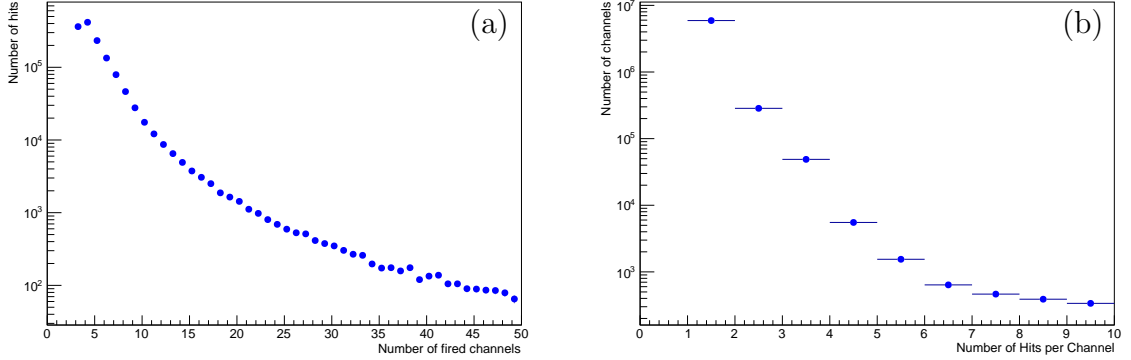 (a)
Number of hits
10^5
10^4
10^3
10^2
0 5 10 15 20 25 30 35 40 45 50
Number of fired channels
(b)
Number of channels
10^7
10^6
10^5
10^4
10^3
0 1 2 3 4 5 6 7 8 9 10
Number of Hits per Channel